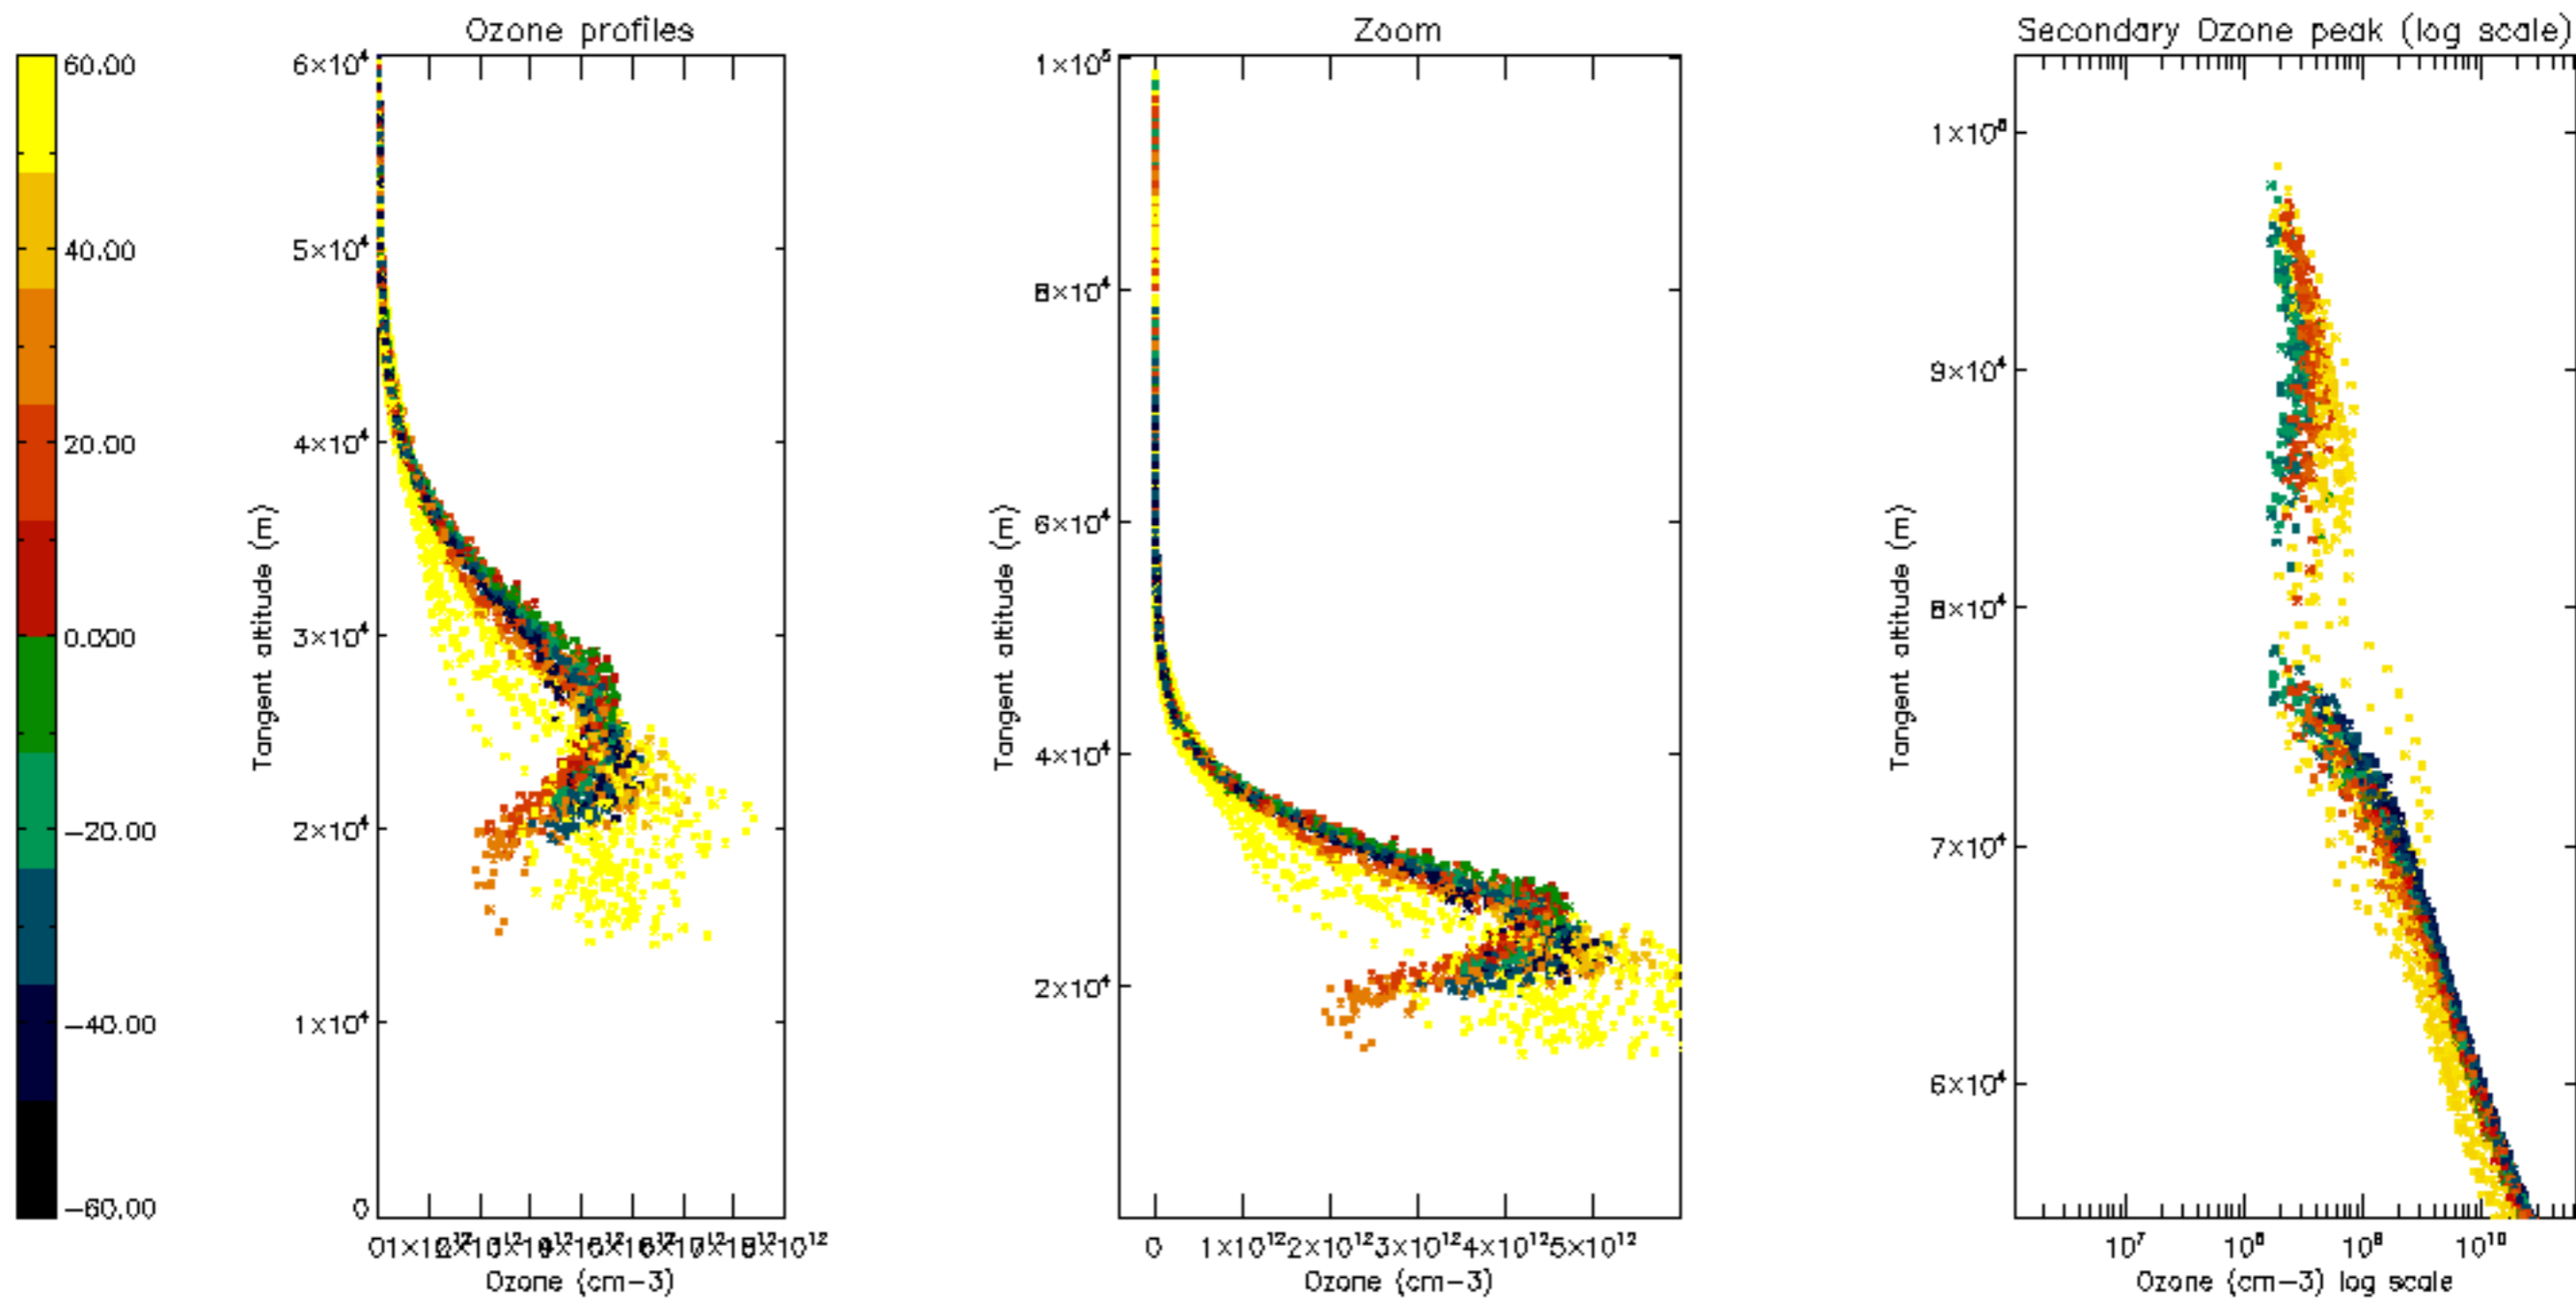 Ozone profiles
Zoom
Secondary Ozone peak (log scale)
60.00
40.00
20.00
0.000
-20.00
-40.00
-60.00
6×10⁴
5×10⁴
4×10⁴
3×10⁴
2×10⁴
1×10⁴
0
Tangent altitude (m)
Ozone (cm-3)
1×10⁵
8×10⁴
6×10⁴
4×10⁴
2×10⁴
Tangent altitude (m)
0 1×10¹² 2×10¹² 3×10¹² 4×10¹² 5×10¹²
Ozone (cm-3)
9×10⁴
8×10⁴
7×10⁴
6×10⁴
Tangent altitude (m)
10⁷ 10⁸ 10⁹ 10¹⁰
Ozone (cm-3) log scale